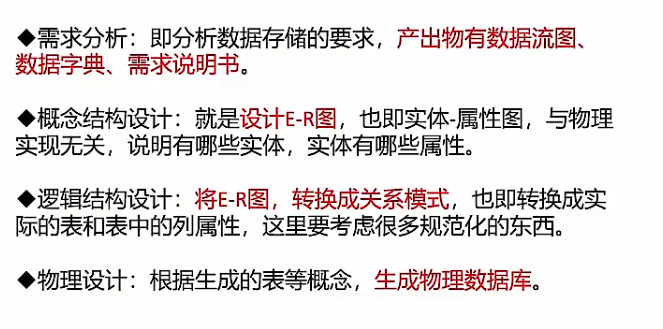 ◆需求分析：即分析数据存储的要求，产出物有数据流图、
数据字典、需求说明书。
◆概念结构设计：就是设计E-R图，也即实体-属性图，与物理
实现无关，说明有哪些实体，实体有哪些属性。
◆逻辑结构设计：将E-R图，转换成关系模式，也即转换成实
际的表和表中的列属性，这里要考虑很多规范化的东西。
◆物理设计：根据生成的表等概念，生成物理数据库。